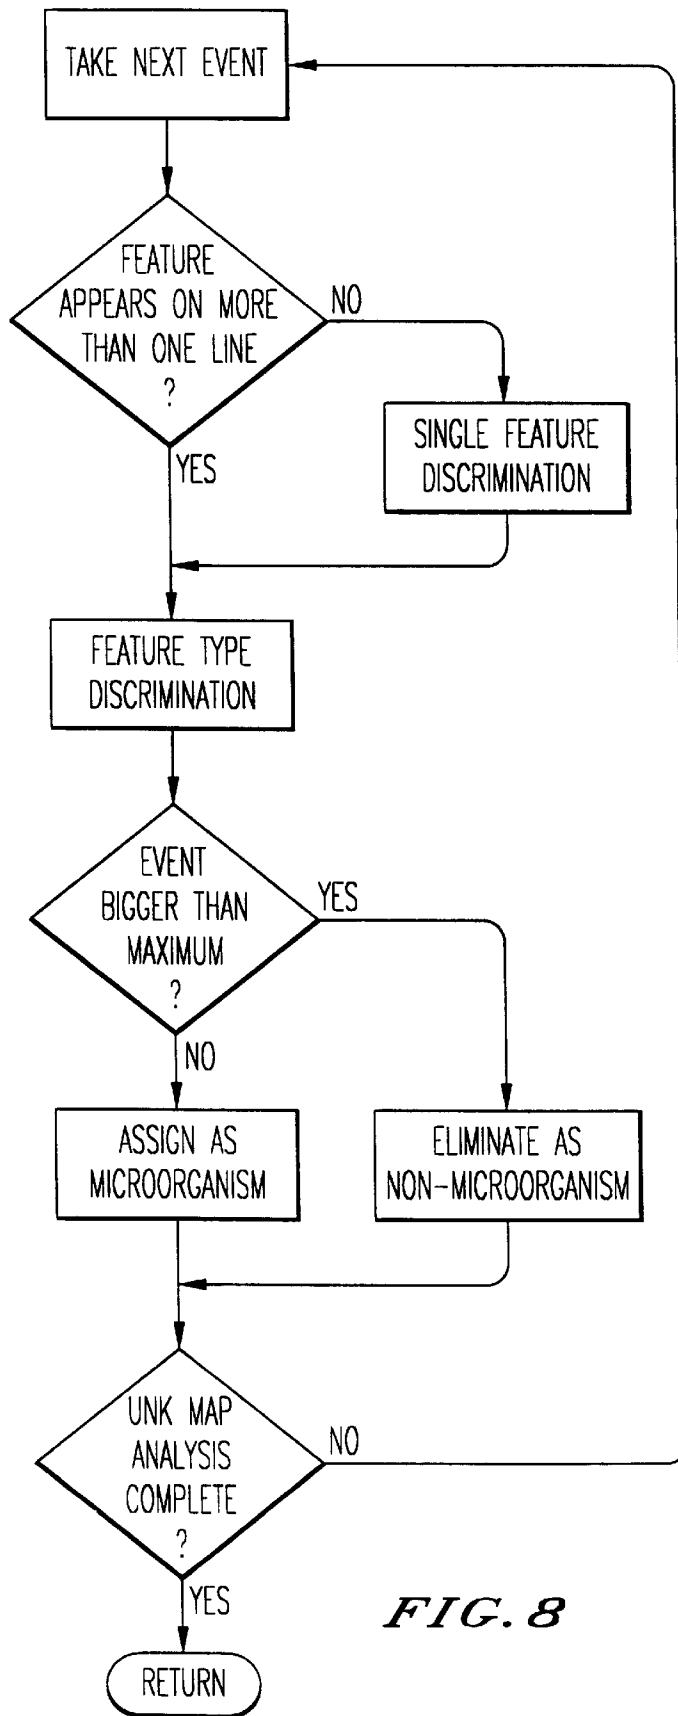 TAKE NEXT EVENT
FEATURE
APPEARS ON MORE
THAN ONE LINE
?
NO
YES
SINGLE FEATURE
DISCRIMINATION
FEATURE TYPE
DISCRIMINATION
EVENT
BIGGER THAN
MAXIMUM
?
YES
NO
ASSIGN AS
MICROORGANISM
ELIMINATE AS
NON-MICROORGANISM
UNK MAP
ANALYSIS
COMPLETE
?
NO
YES
RETURN
FIG. 8